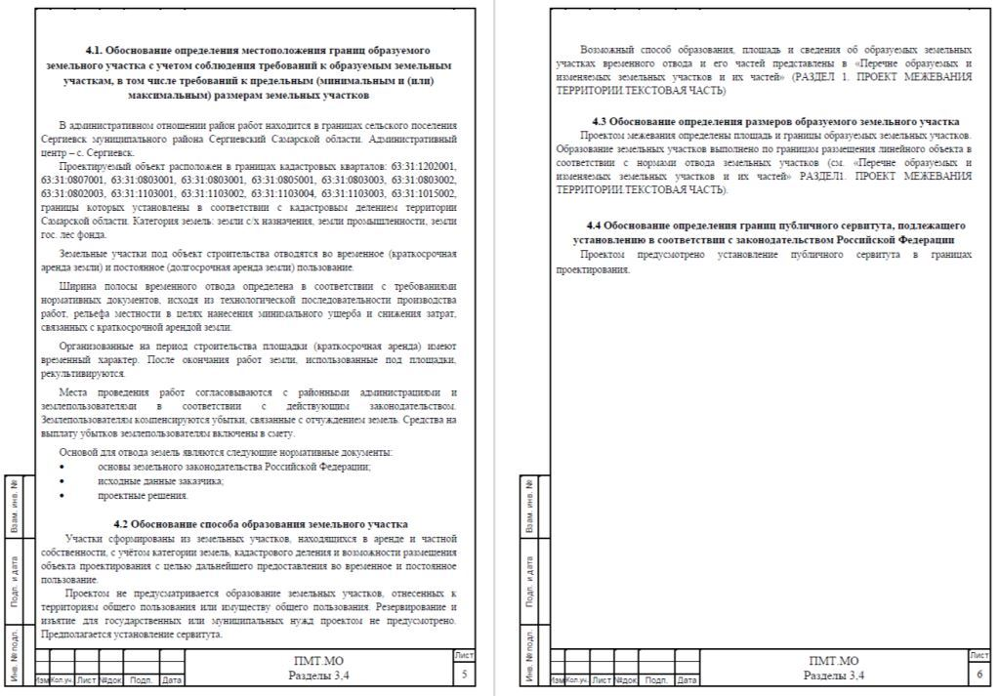 4.1. Обоснование определения местоположения границ образуемого
земельного участка с учетом соблюдения требований к образуемым земельным
участкам, в том числе требований к предельным (минимальным и (или)
максимальным) размерам земельных участков
В административном отношении район работ находится в границах сельского поселения
Сергиевск муниципального района Сергиевский Самарской области. Административный
центр – с. Сергиевск.
Проектируемый объект расположен в границах кадастровых кварталов: 63:31:1202001,
63:31:0807001, 63:31:0803001, 63:31:0803001, 63:31:0805001, 63:31:0803003, 63:31:0803002,
63:31:0802003, 63:31:1103001, 63:31:1103002, 63:31:1103004, 63:31:1103003, 63:31:1015002,
границы которых установлены в соответствии с кадастровым делением территории
Самарской области. Категория земель: земли с/х назначения, земли промышленности, земли
гос. лес фонда.
Земельные участки под объект строительства отводятся во временное (краткосрочная
аренда земли) и постоянное (долгосрочная аренда земли) пользование.
Ширина полосы временного отвода определена в соответствии с требованиями
нормативных документов, исходя из технологической последовательности производства
работ, рельефа местности в целях нанесения минимального ущерба и снижения затрат,
связанных с краткосрочной арендой земли.
Организованные на период строительства площадки (краткосрочная аренда) имеют
временный характер. После окончания работ земли, использованные под площадки,
рекультивируются.
Места проведения работ согласовываются с районными администрациями и
землепользователями в соответствии с действующим законодательством.
Землепользователям компенсируются убытки, связанные с отчуждением земель. Средства на
выплату убытков землепользователям включены в смету.
Основой для отвода земель являются следующие нормативные документы:
• основы земельного законодательства Российской Федерации;
• исходные данные заказчика;
• проектные решения.
4.2 Обоснование способа образования земельного участка
Участки сформированы из земельных участков, находящихся в аренде и частной
собственности, с учётом категории земель, кадастрового деления и возможности размещения
объекта проектирования с целью дальнейшего предоставления во временное и постоянное
пользование.
Проектом не предусматривается образование земельных участков, отнесенных к
территориям общего пользования или имуществу общего пользования. Резервирование и
изъятие для государственных или муниципальных нужд проектом не предусмотрено.
Предполагается установление сервитута.
Взам. инв. №
Подп. и дата
Инв. № подл.
Изм Кол.уч. Лист №док Подп. Дата
ПМТ.МО
Разделы 3,4
Лист
5
Возможный способ образования, площадь и сведения об образуемых земельных
участках временного отвода и его частей представлены в «Перечне образуемых и
изменяемых земельных участков и их частей» (РАЗДЕЛ 1. ПРОЕКТ МЕЖЕВАНИЯ
ТЕРРИТОРИИ.ТЕКСТОВАЯ ЧАСТЬ)
4.3 Обоснование определения размеров образуемого земельного участка
Проектом межевания определены площадь и границы образуемых земельных участков.
Образование земельных участков выполнено по границам размещения линейного объекта в
соответствии с нормами отвода земельных участков (см. «Перечне образуемых и
изменяемых земельных участков и их частей» РАЗДЕЛ1. ПРОЕКТ МЕЖЕВАНИЯ
ТЕРРИТОРИИ.ТЕКСТОВАЯ ЧАСТЬ).
4.4 Обоснование определения границ публичного сервитута, подлежащего
установлению в соответствии с законодательством Российской Федерации
Проектом предусмотрено установление публичного сервитута в границах
проектирования.
Взам. инв. №
Подп. и дата
Инв. № подл.
Изм Кол.уч. Лист №док Подп. Дата
ПМТ.МО
Разделы 3,4
Лист
6